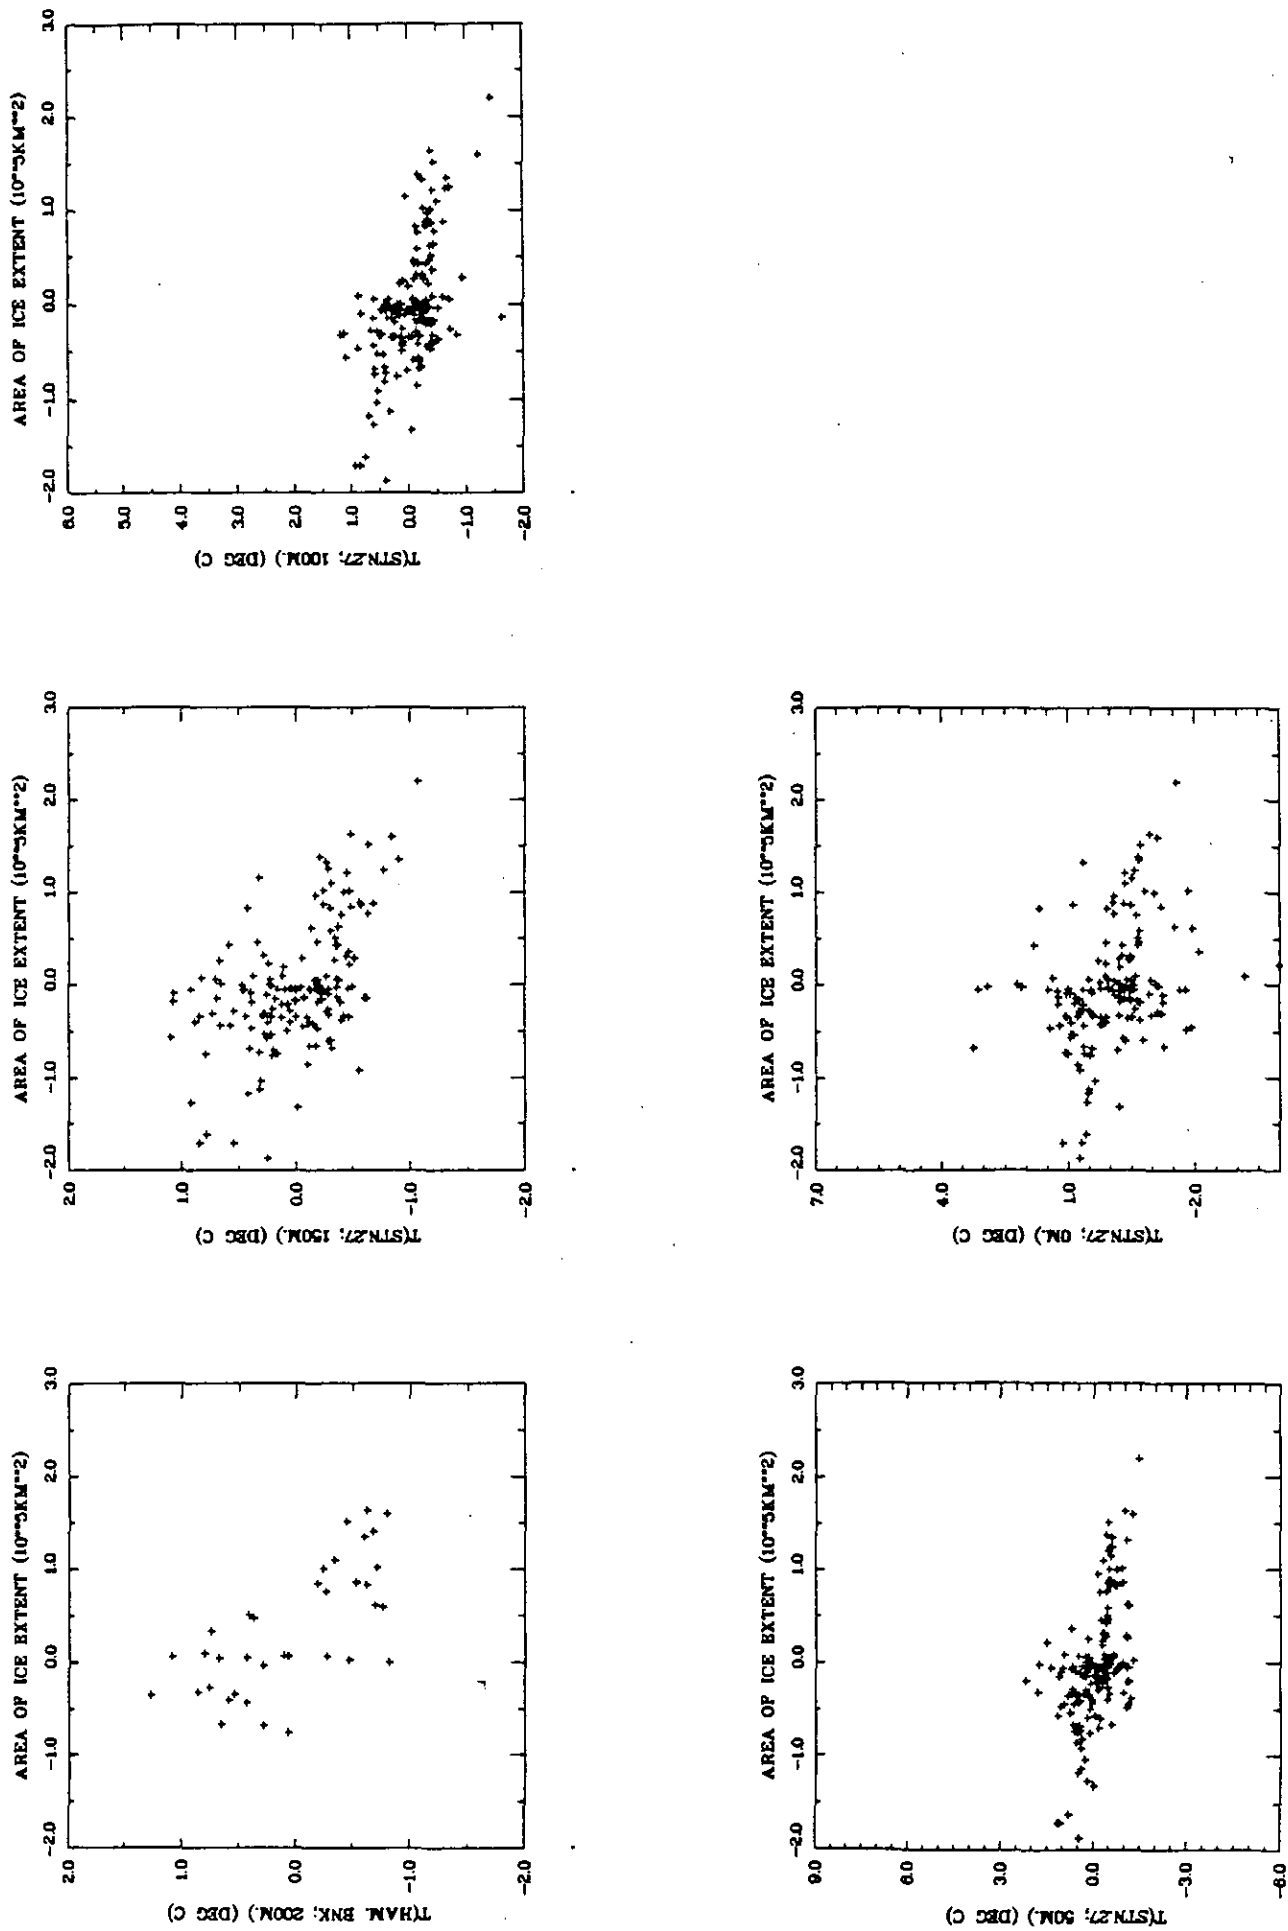 AREA OF ICE EXTENT (10**5KM**2)
-2.0 -1.0 0.0 1.0 2.0 3.0
6.0
5.0
4.0
3.0
2.0
1.0
0.0
-1.0
-2.0
T(STN.27; 100M.) (DEG C)
AREA OF ICE EXTENT (10**5KM**2)
-2.0 -1.0 0.0 1.0 2.0 3.0
2.0
1.0
0.0
-1.0
-2.0
T(STN.27; 150M.) (DEG C)
AREA OF ICE EXTENT (10**5KM**2)
-2.0 -1.0 0.0 1.0 2.0 3.0
7.0
4.0
1.0
-2.0
T(STN.27; 0M.) (DEG C)
AREA OF ICE EXTENT (10**5KM**2)
-2.0 -1.0 0.0 1.0 2.0 3.0
2.0
1.0
0.0
-1.0
-2.0
T(HAM. BNK; 200M.) (DEG C)
AREA OF ICE EXTENT (10**5KM**2)
-2.0 -1.0 0.0 1.0 2.0 3.0
9.0
6.0
3.0
0.0
-3.0
-6.0
T(STN.27; 50M.) (DEG C)